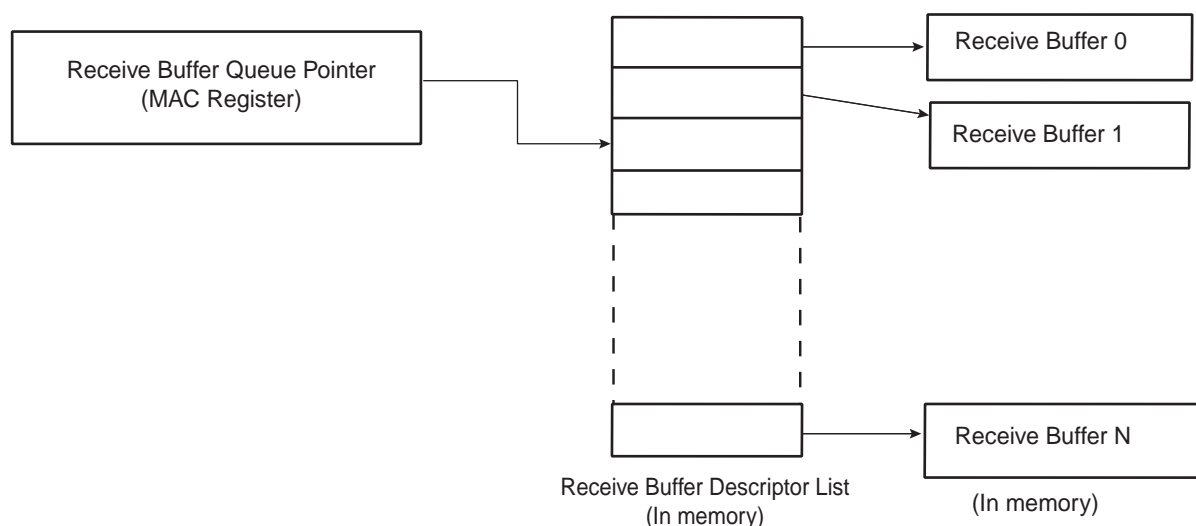 Receive Buffer Queue Pointer
(MAC Register)
Receive Buffer 0
Receive Buffer 1
Receive Buffer N
Receive Buffer Descriptor List
(In memory)
(In memory)